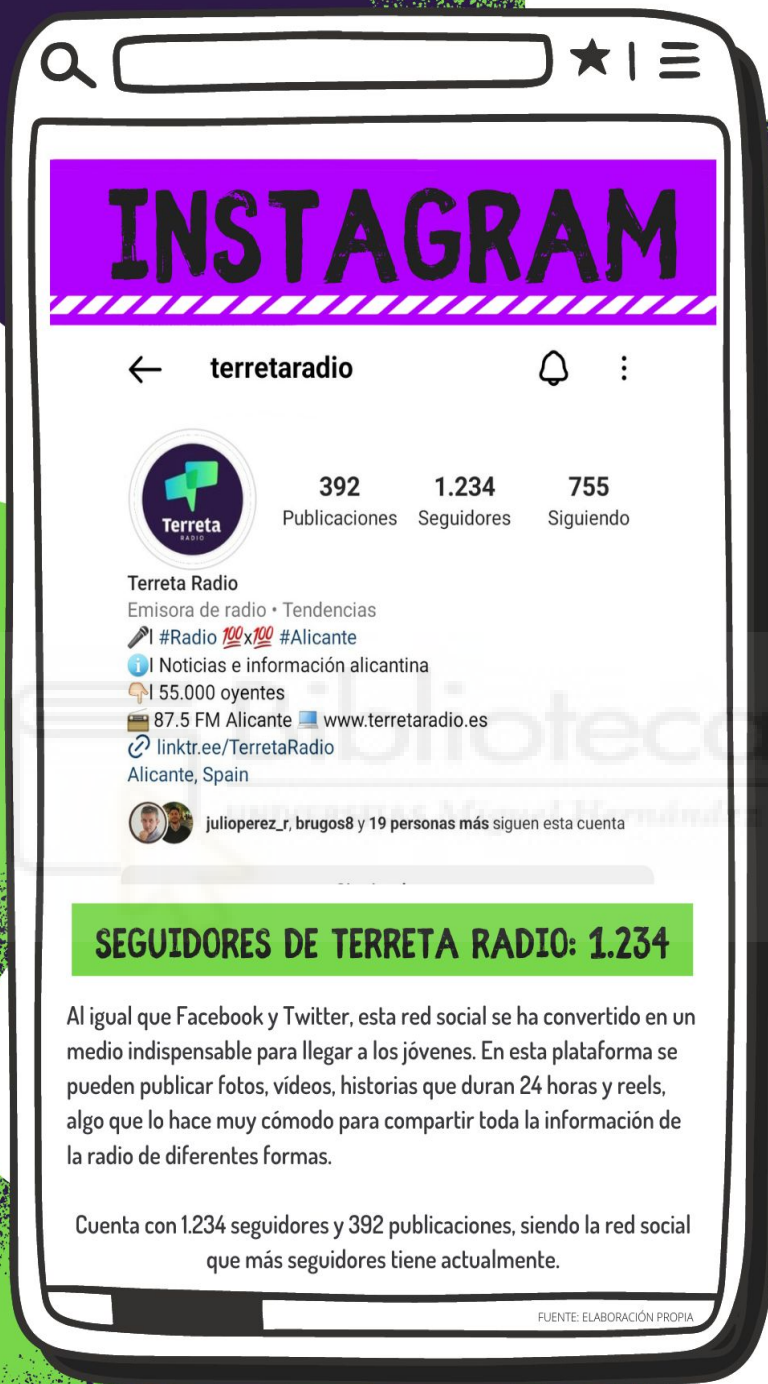 INSTAGRAM
terretaradio
392 1.234 755
Publicaciones Seguidores Siguiendo
Terreta
RADIO
Terreta Radio
Emisora de radio • Tendencias
🎤| #Radio 💯x💯 #Alicante
ℹ️| Noticias e información alicantina
👇🏻| 55.000 oyentes
📻 87.5 FM Alicante 💻 www.terretaradio.es
🔗 linktr.ee/TerretaRadio
Alicante, Spain
julioperez_r, brugos8 y 19 personas más siguen esta cuenta
SEGUIDORES DE TERRETA RADIO: 1.234
Al igual que Facebook y Twitter, esta red social se ha convertido en un
medio indispensable para llegar a los jóvenes. En esta plataforma se
pueden publicar fotos, vídeos, historias que duran 24 horas y reels,
algo que lo hace muy cómodo para compartir toda la información de
la radio de diferentes formas.
Cuenta con 1.234 seguidores y 392 publicaciones, siendo la red social
que más seguidores tiene actualmente.
FUENTE: ELABORACIÓN PROPIA
Biblioteca
UNIVERSITAS Miguel Hernández